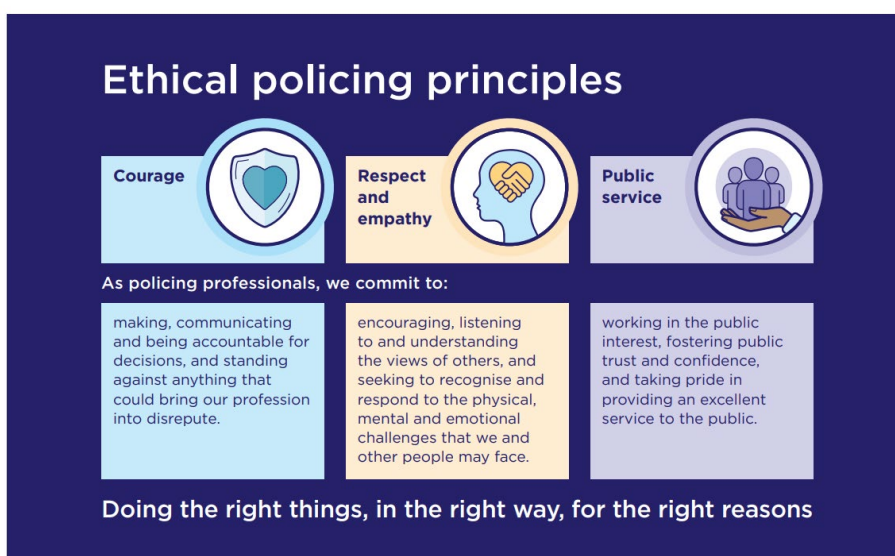 Ethical policing principles
Courage
Respect
and
empathy
Public
service
As policing professionals, we commit to:
making, communicating
and being accountable for
decisions, and standing
against anything that
could bring our profession
into disrepute.
encouraging, listening
to and understanding
the views of others, and
seeking to recognise and
respond to the physical,
mental and emotional
challenges that we and
other people may face.
working in the public
interest, fostering public
trust and confidence,
and taking pride in
providing an excellent
service to the public.
Doing the right things, in the right way, for the right reasons